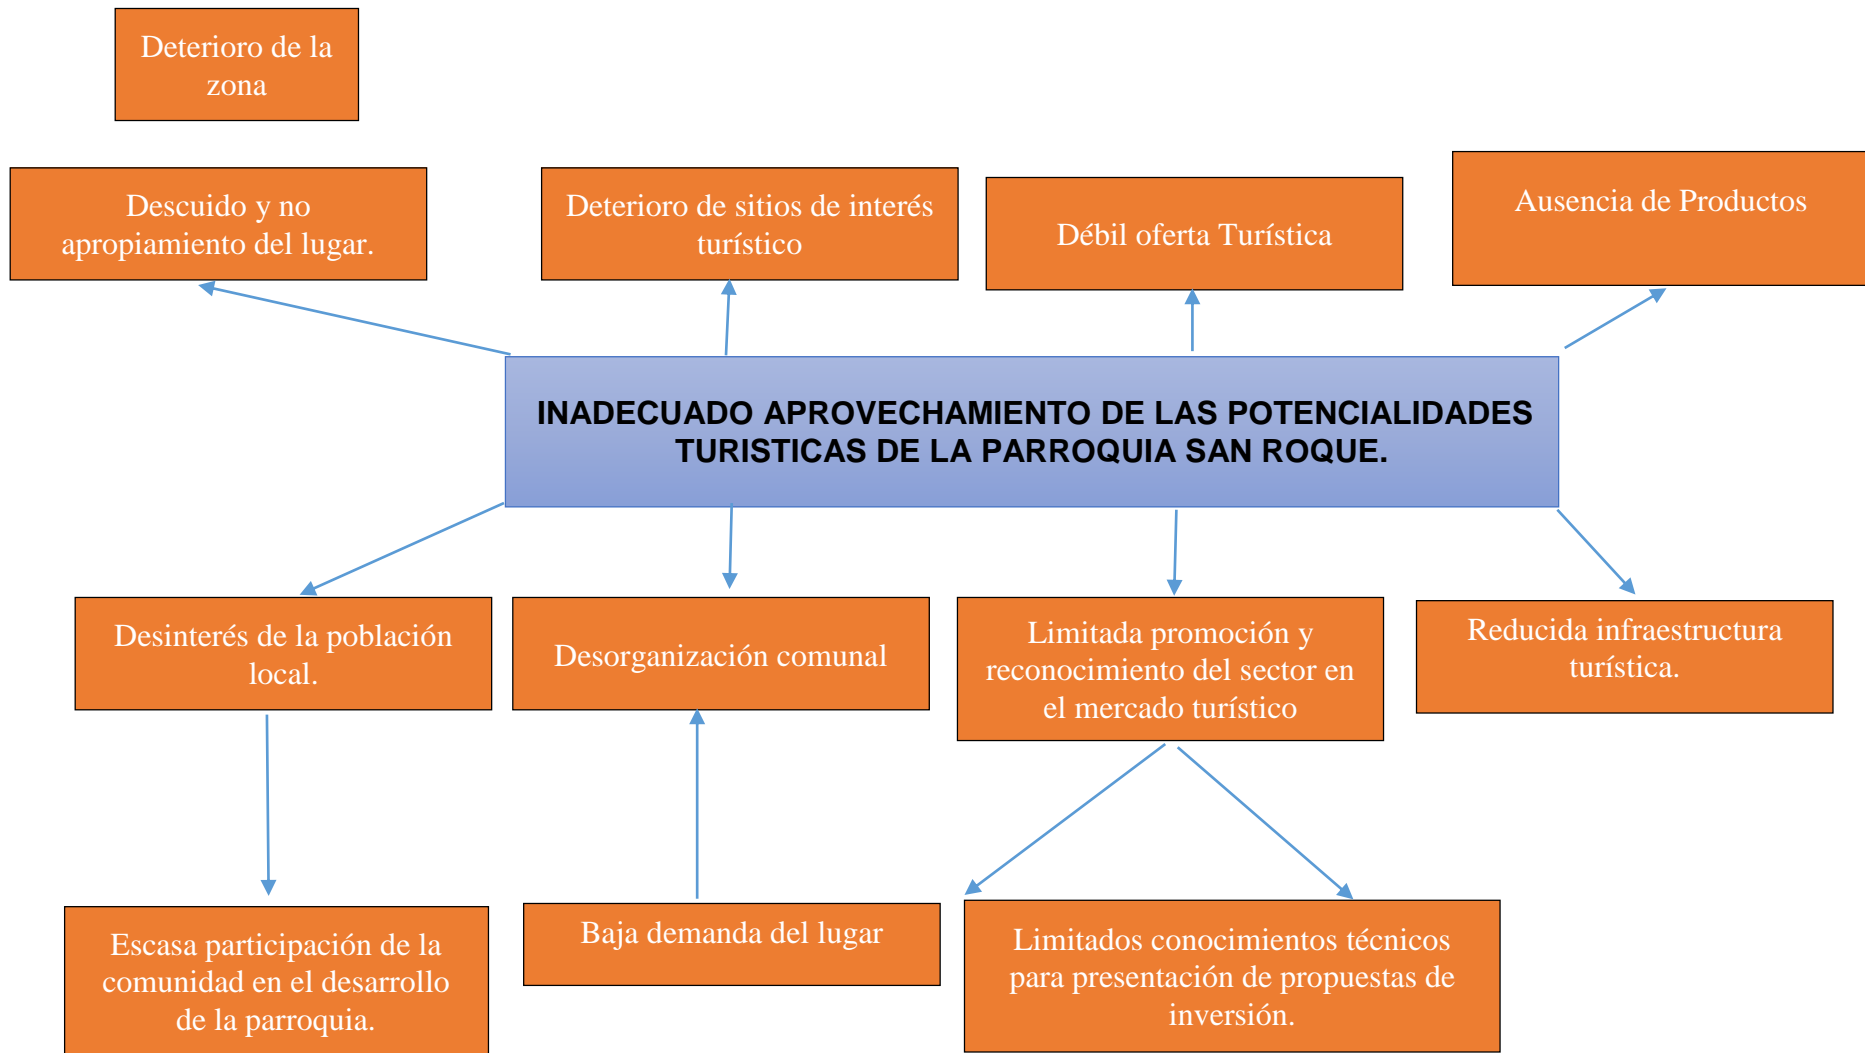 Deterioro de la
zona
Descuido y no
apropiamiento del lugar.
Deterioro de sitios de interés
turístico
Débil oferta Turística
Ausencia de Productos
INADECUADO APROVECHAMIENTO DE LAS POTENCIALIDADES
TURISTICAS DE LA PARROQUIA SAN ROQUE.
Desinterés de la población
local.
Desorganización comunal
Limitada promoción y
reconocimiento del sector en
el mercado turístico
Reducida infraestructura
turística.
Escasa participación de la
comunidad en el desarrollo
de la parroquia.
Baja demanda del lugar
Limitados conocimientos técnicos
para presentación de propuestas de
inversión.